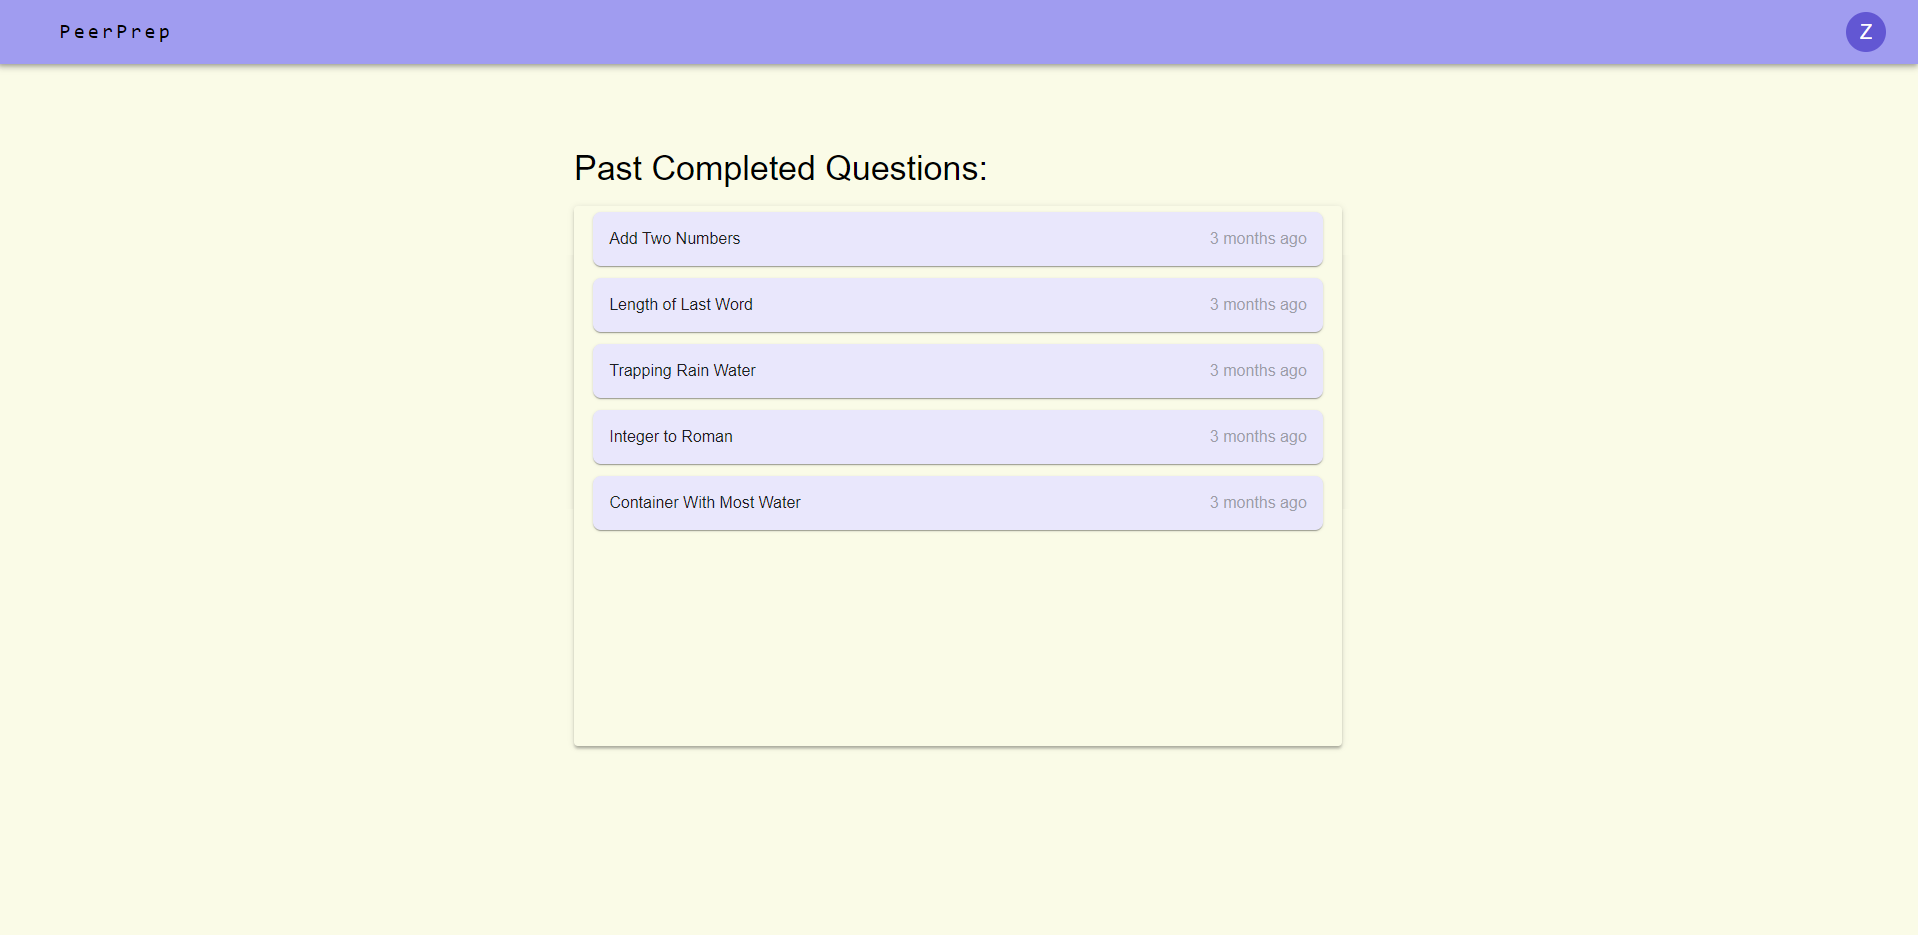 PeerPrep
Z
Past Completed Questions:
Add Two Numbers 3 months ago
Length of Last Word 3 months ago
Trapping Rain Water 3 months ago
Integer to Roman 3 months ago
Container With Most Water 3 months ago